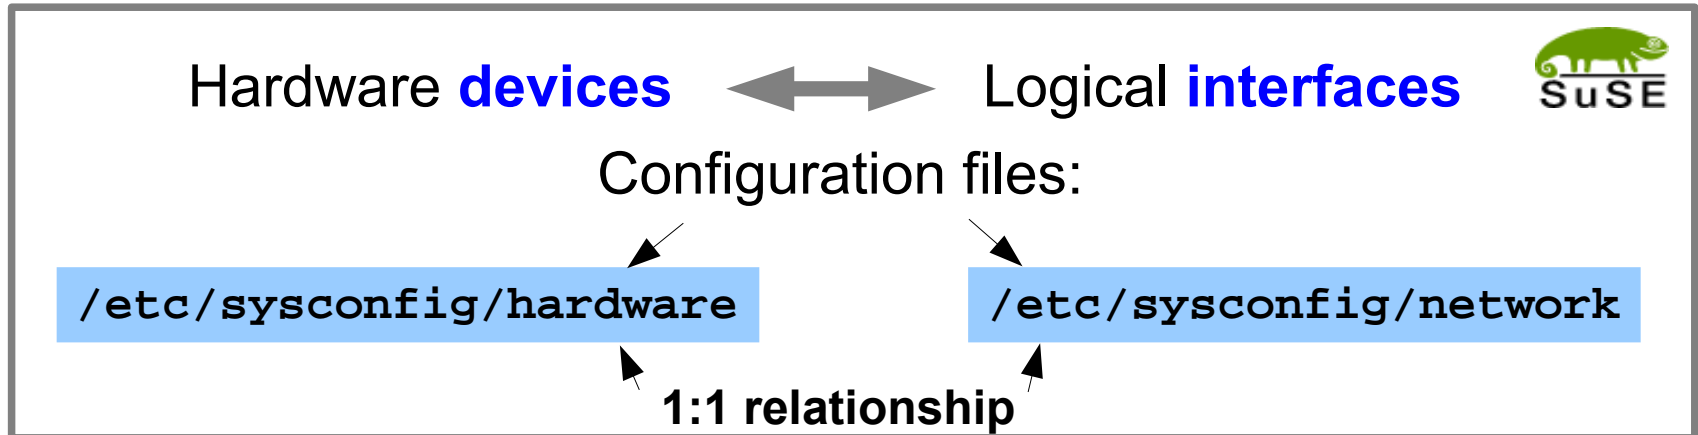 Hardware devices Logical interfaces
SuSE
Configuration files:
/etc/sysconfig/hardware /etc/sysconfig/network
1:1 relationship